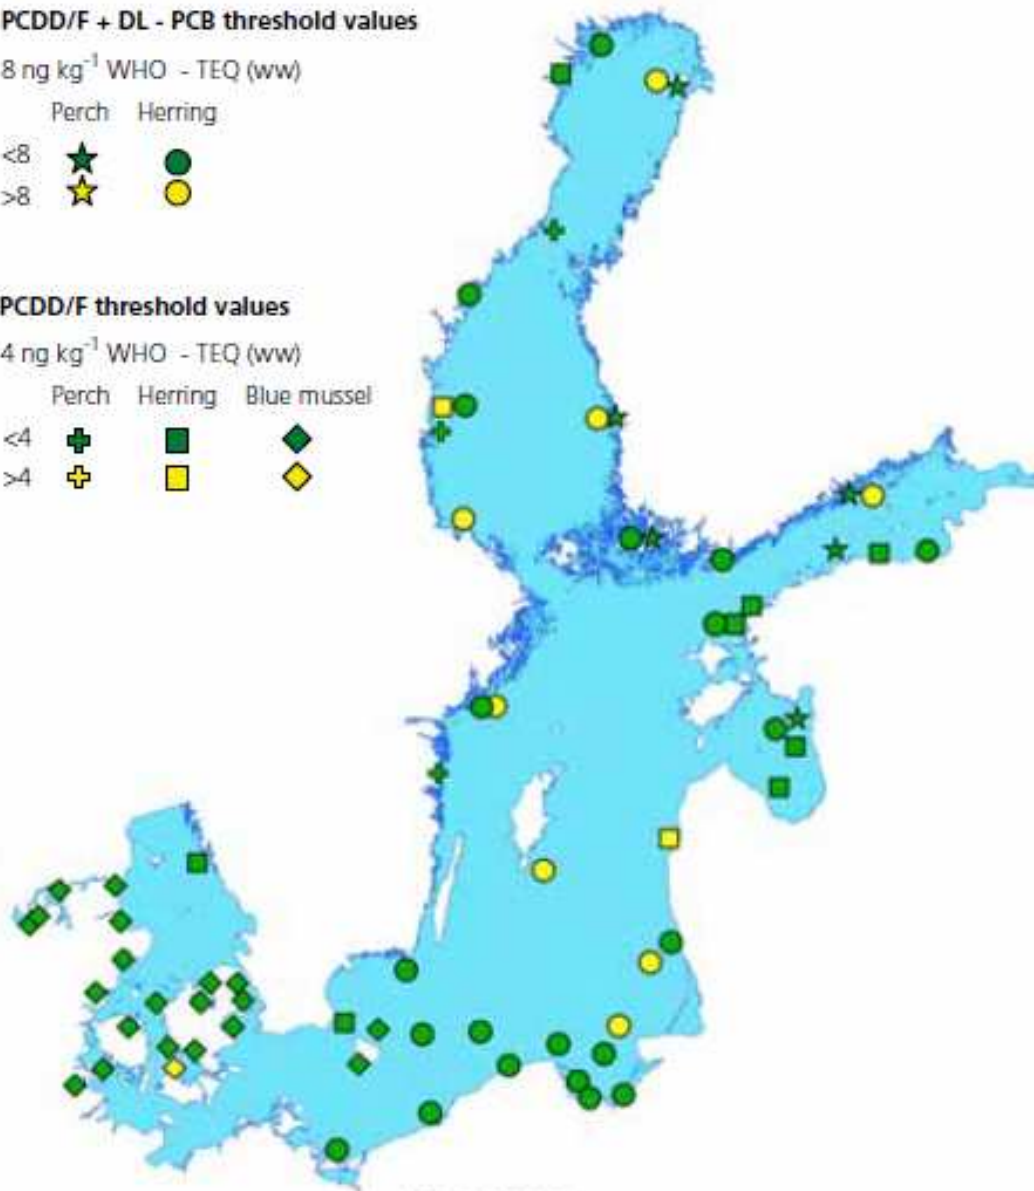 PCDD/F + DL - PCB threshold values
8 ng kg⁻¹ WHO - TEQ (ww)
Perch Herring
<8
>8
PCDD/F threshold values
4 ng kg⁻¹ WHO - TEQ (ww)
Perch Herring Blue mussel
<4
>4